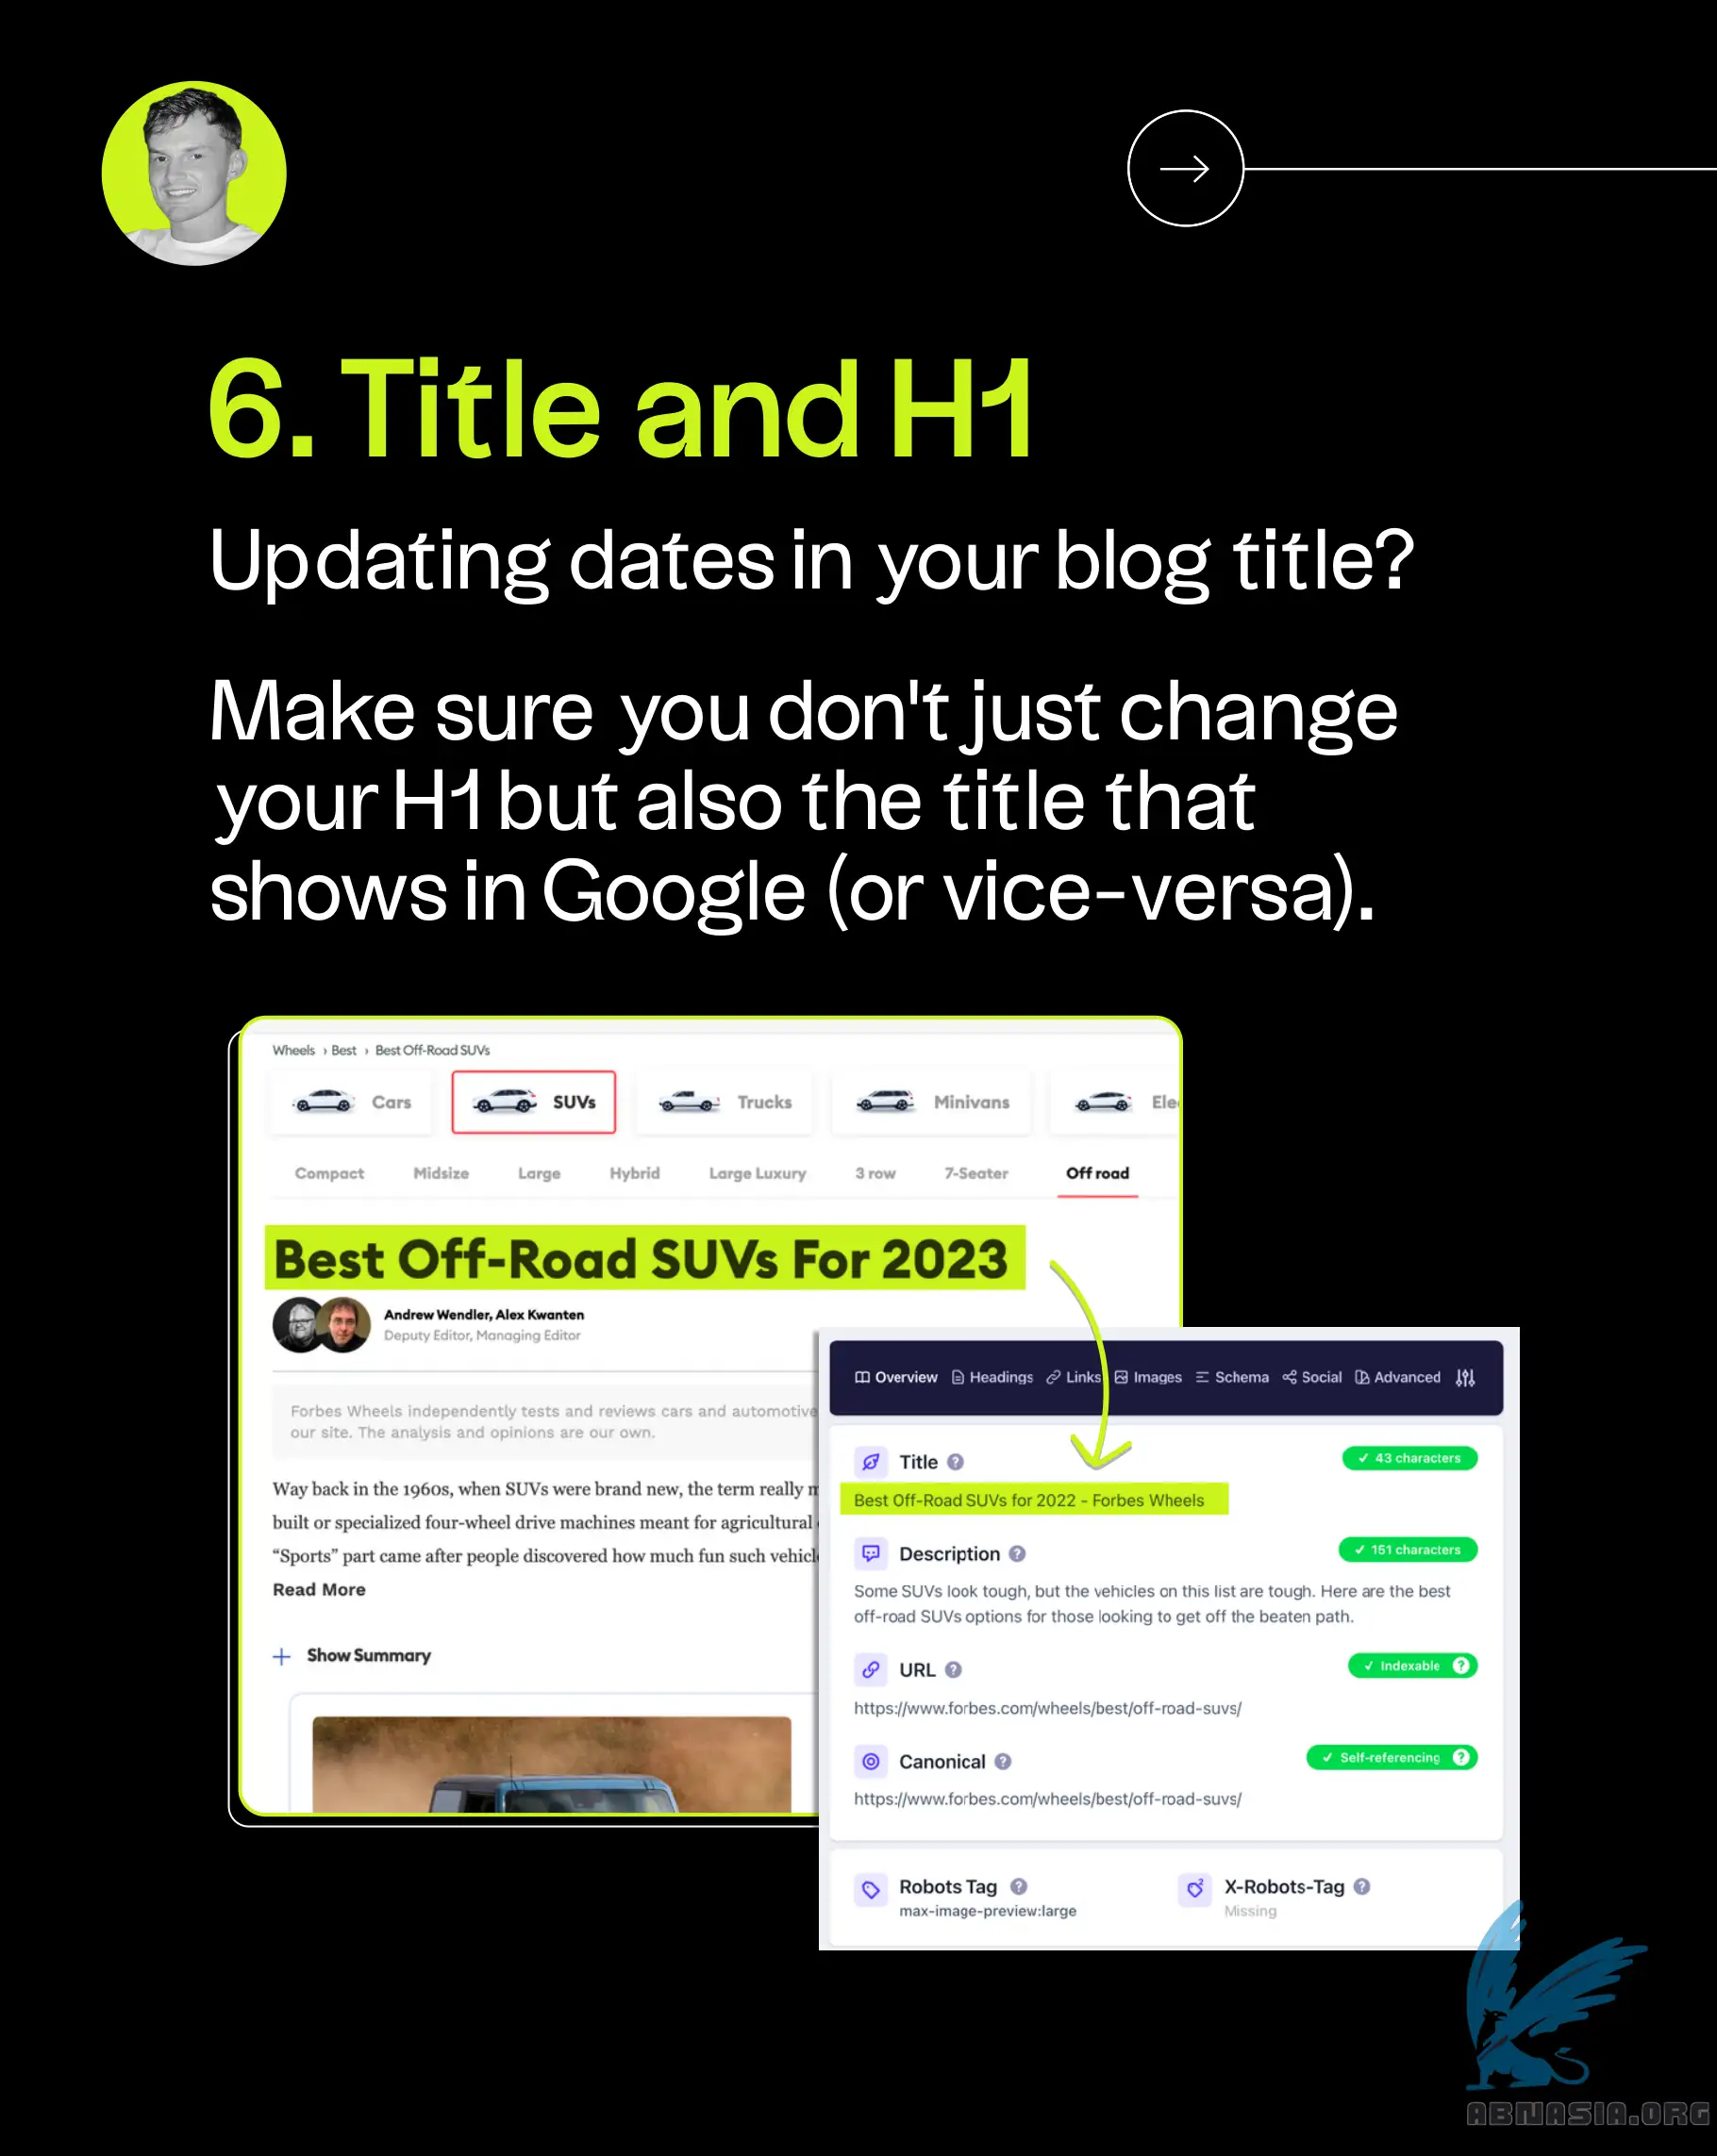 6. Title and H1
Updating dates in your blog title?
Make sure you don't just change
your H1 but also the title that
shows in Google (or vice-versa).
Wheels › Best › Best Off-Road SUVs
Cars SUVs Trucks Minivans
Compact Midsize Large Hybrid Large Luxury 3 row 7-Seater Off road
Best Off-Road SUVs For 2023
Andrew Wendler, Alex Kwanten
Deputy Editor, Managing Editor
Forbes Wheels independently tests and reviews cars and automotive
our site. The analysis and opinions are our own.
Way back in the 1960s, when SUVs were brand new, the term really
built or specialized four-wheel drive machines meant for agricultural
“Sports” part came after people discovered how much fun such
Read More
+ Show Summary
Overview Headings Links Images Schema Social Advanced
Title ? ✓ 43 characters
Best Off-Road SUVs for 2022 - Forbes Wheels
Description ? ✓ 151 characters
Some SUVs look tough, but the vehicles on this list are tough. Here are the best
off-road SUVs options for those looking to get off the beaten path.
URL ? ✓ Indexable ?
https://www.forbes.com/wheels/best/off-road-suvs/
Canonical ? ✓ Self-referencing ?
https://www.forbes.com/wheels/best/off-road-suvs/
Robots Tag ? X-Robots-Tag ?
max-image-preview:large Missing
ABNASIA.ORG